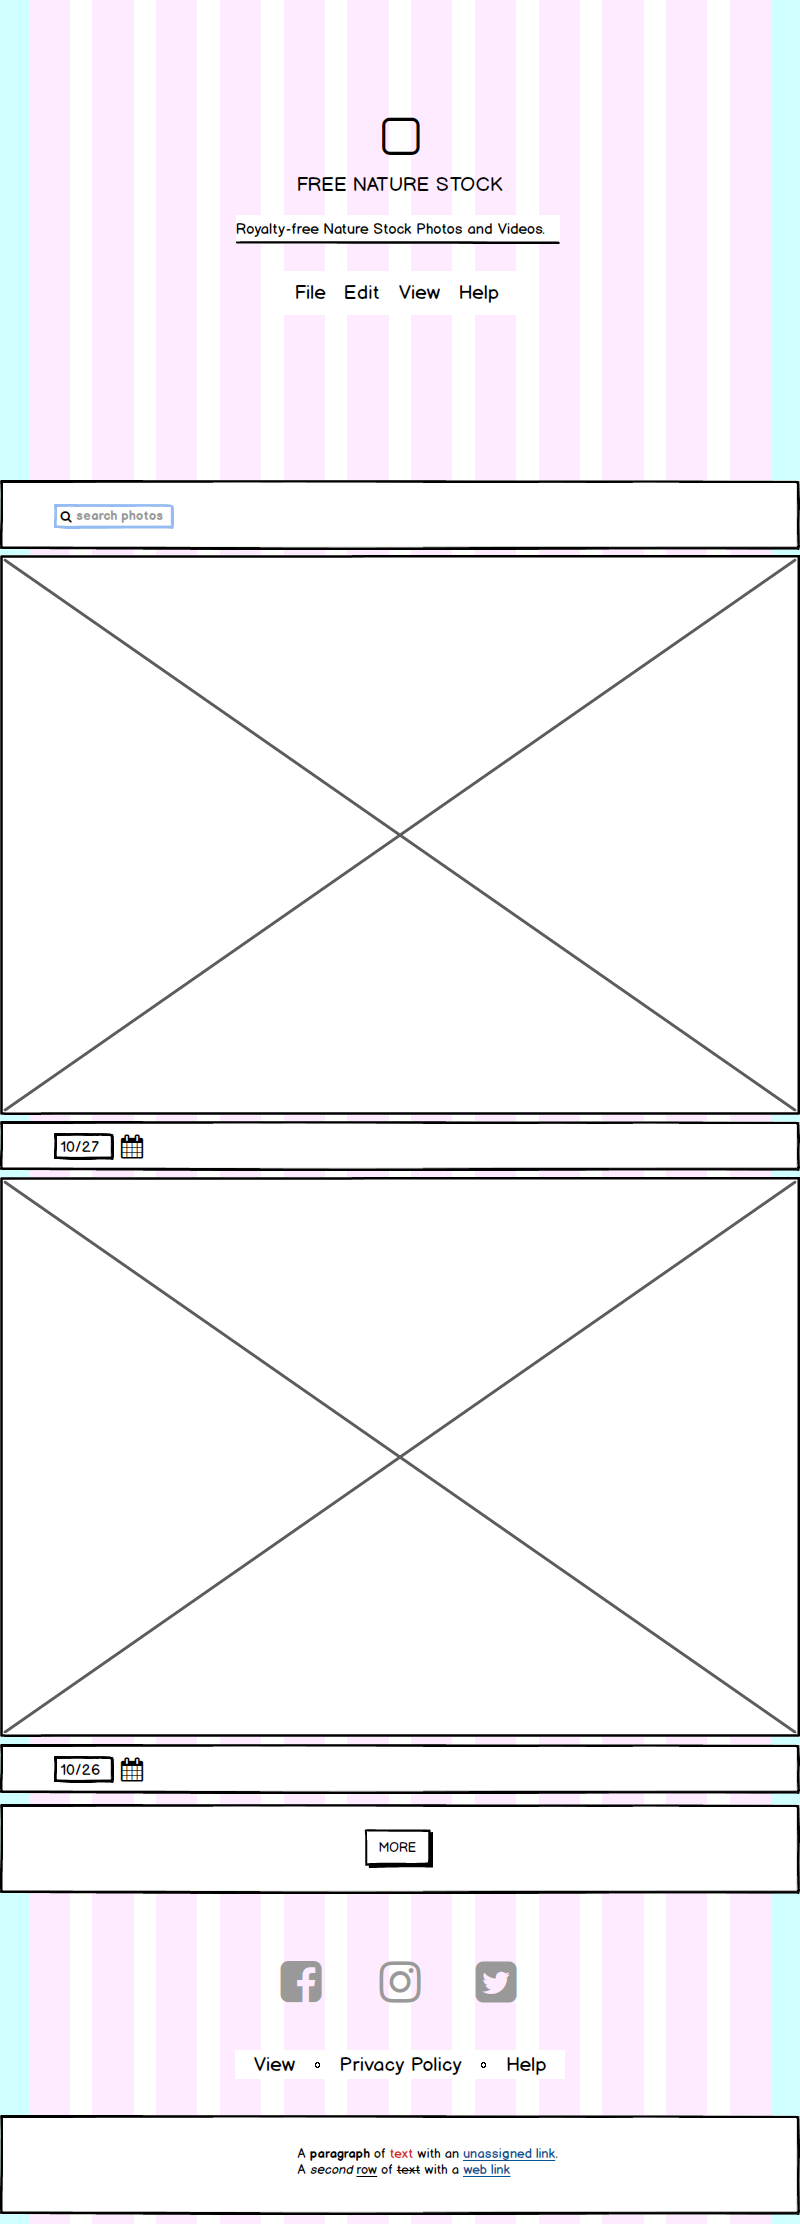 FREE NATURE STOCK
Royalty-free Nature Stock Photos and Videos.
File Edit View Help
search photos
10/27
10/26
MORE
View Privacy Policy Help
A paragraph of text with an unassigned link.
A second row of text with a web link